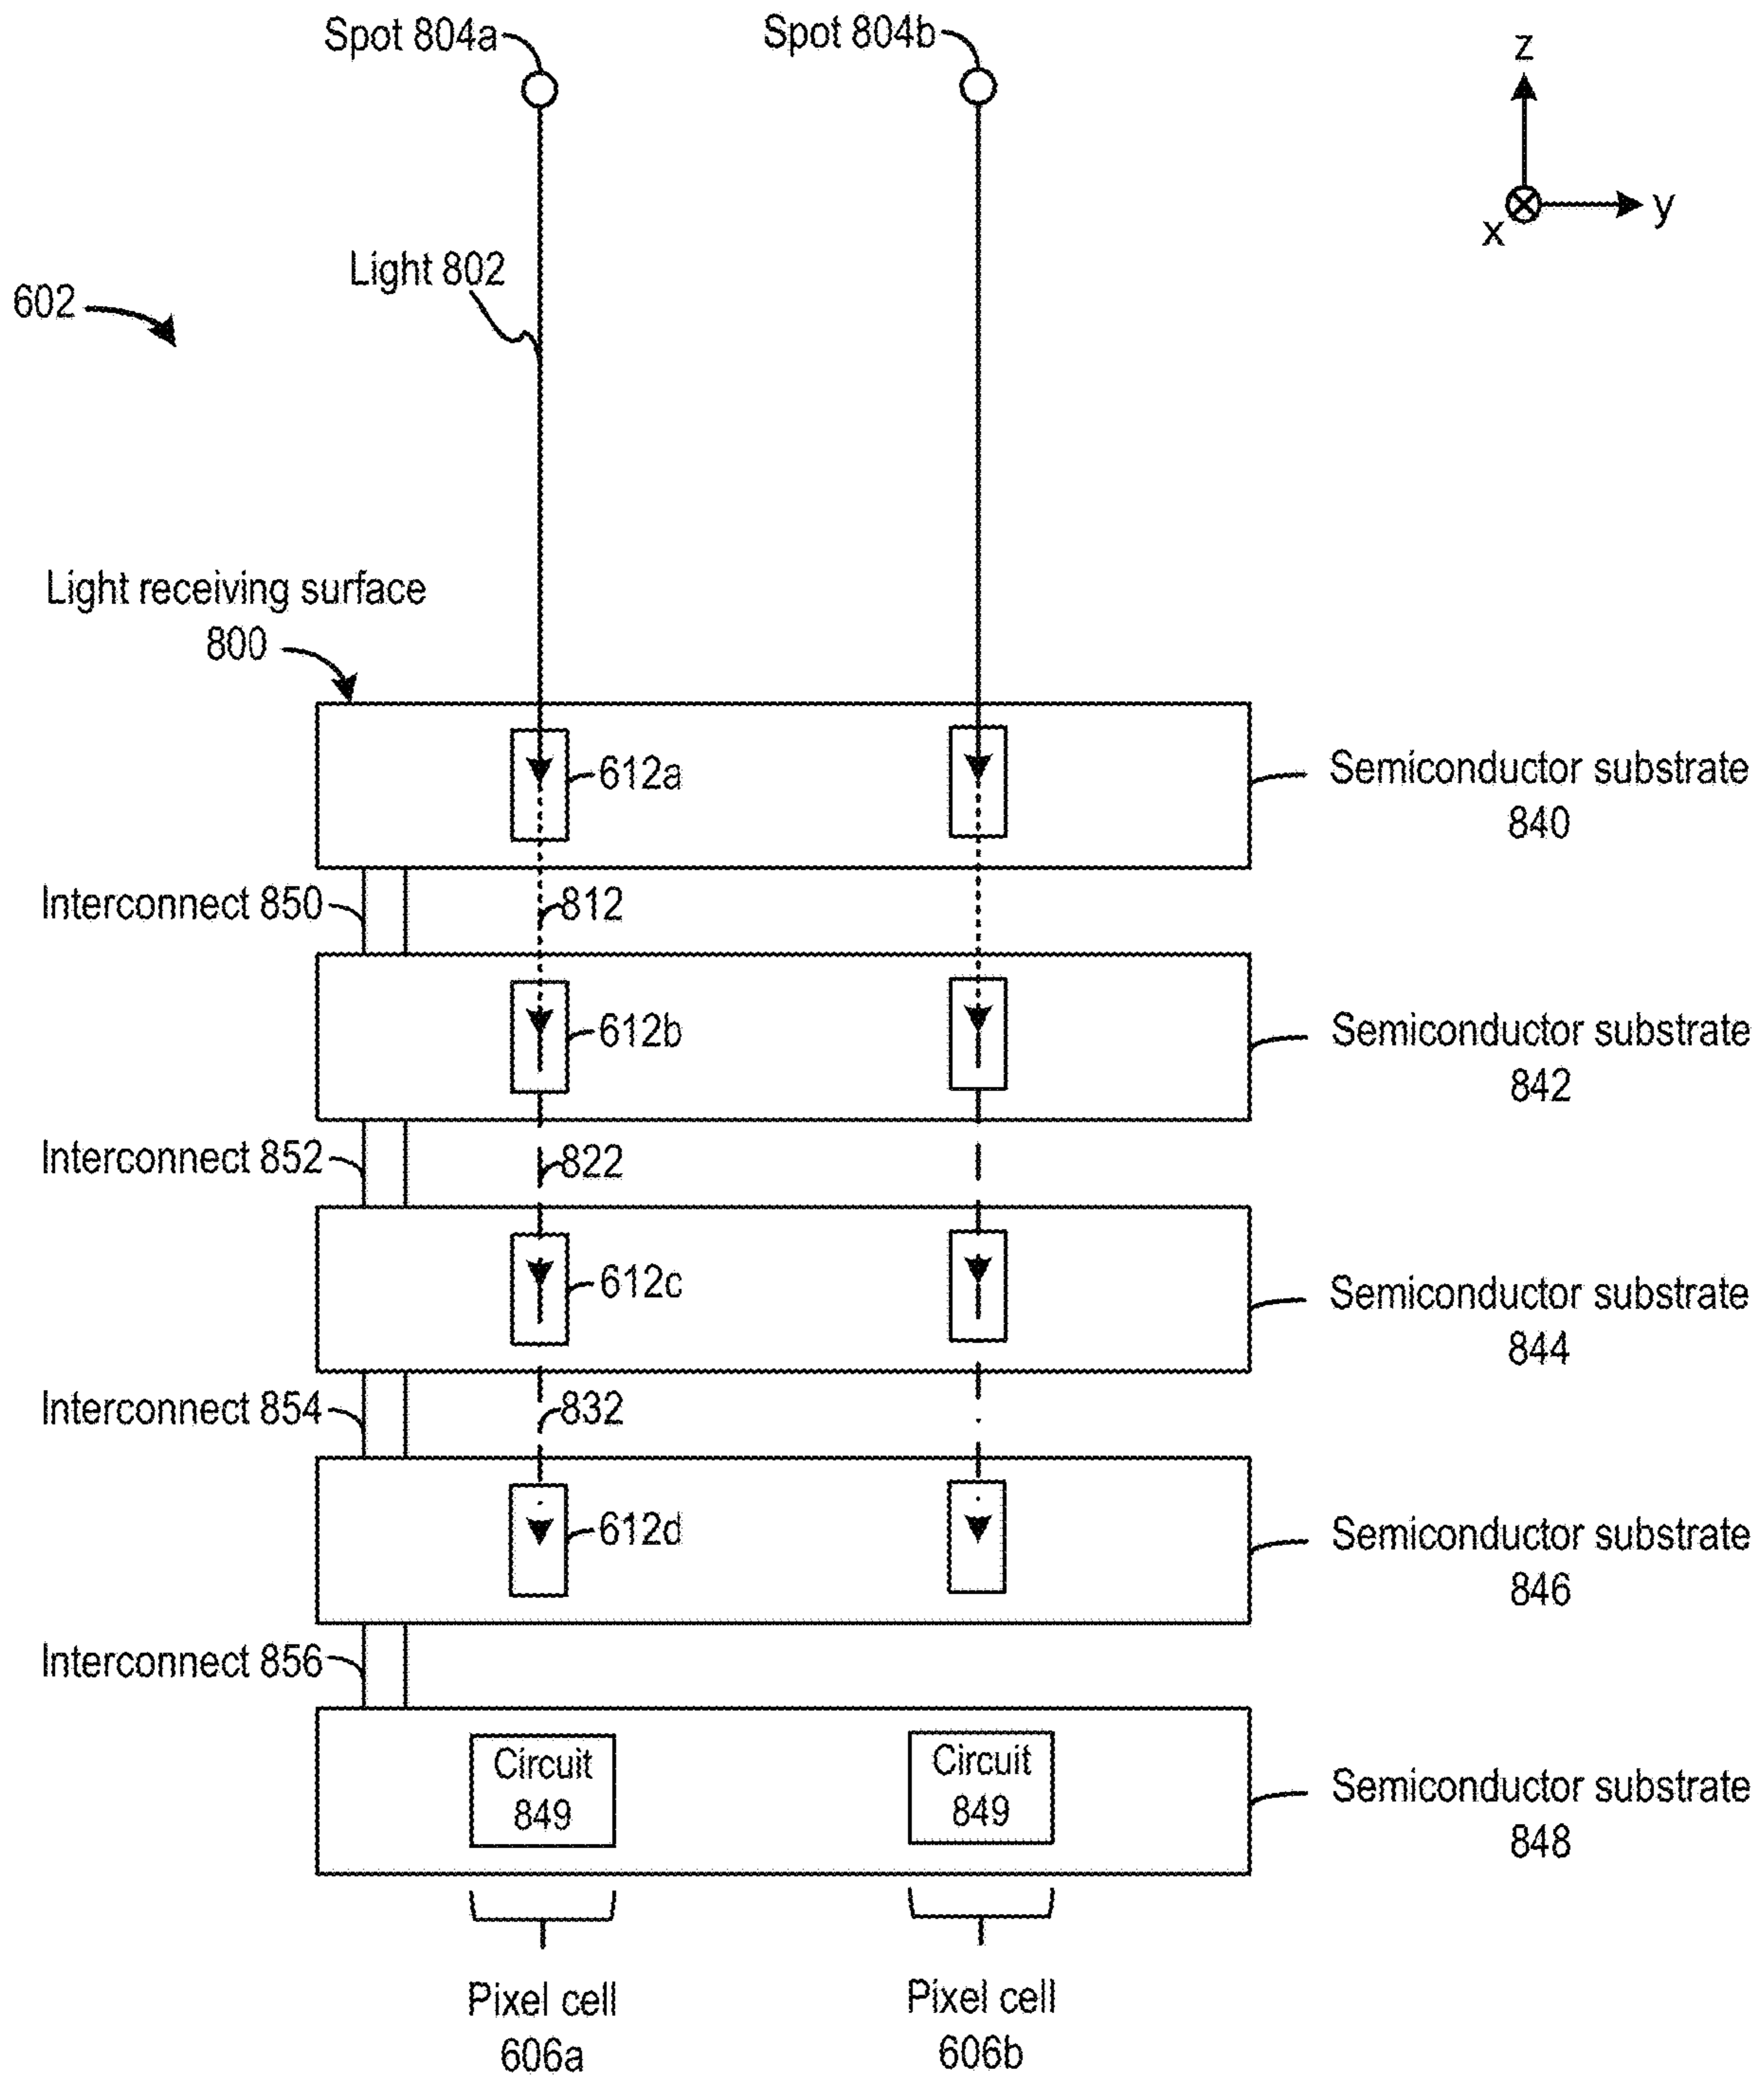 Spot 804a
Spot 804b
z
y
x
Light 802
602
Light receiving surface
800
612a
Semiconductor substrate
840
Interconnect 850
812
612b
Semiconductor substrate
842
Interconnect 852
822
612c
Semiconductor substrate
844
Interconnect 854
832
612d
Semiconductor substrate
846
Interconnect 856
Circuit
849
Circuit
849
Semiconductor substrate
848
Pixel cell
606a
Pixel cell
606b